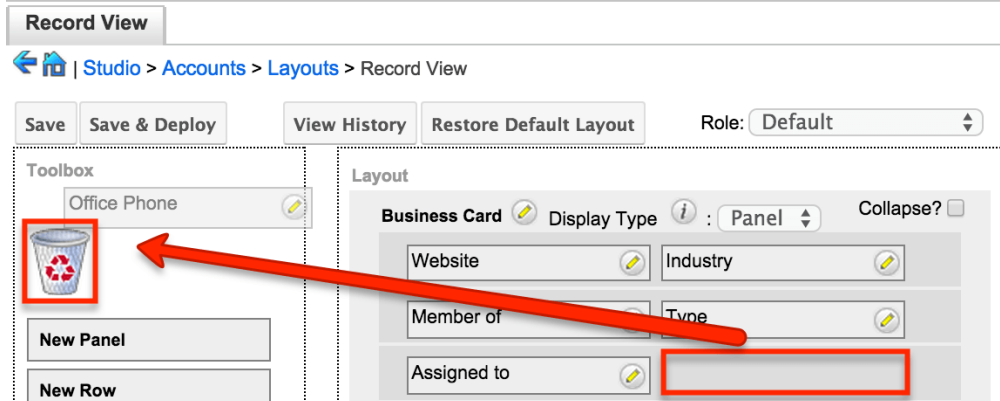 Record View
| Studio > Accounts > Layouts > Record View
Save Save & Deploy View History Restore Default Layout Role: Default
Toolbox
Office Phone
New Panel
New Row
Layout
Business Card Display Type i : Panel Collapse?
Website Industry
Member of Type
Assigned to